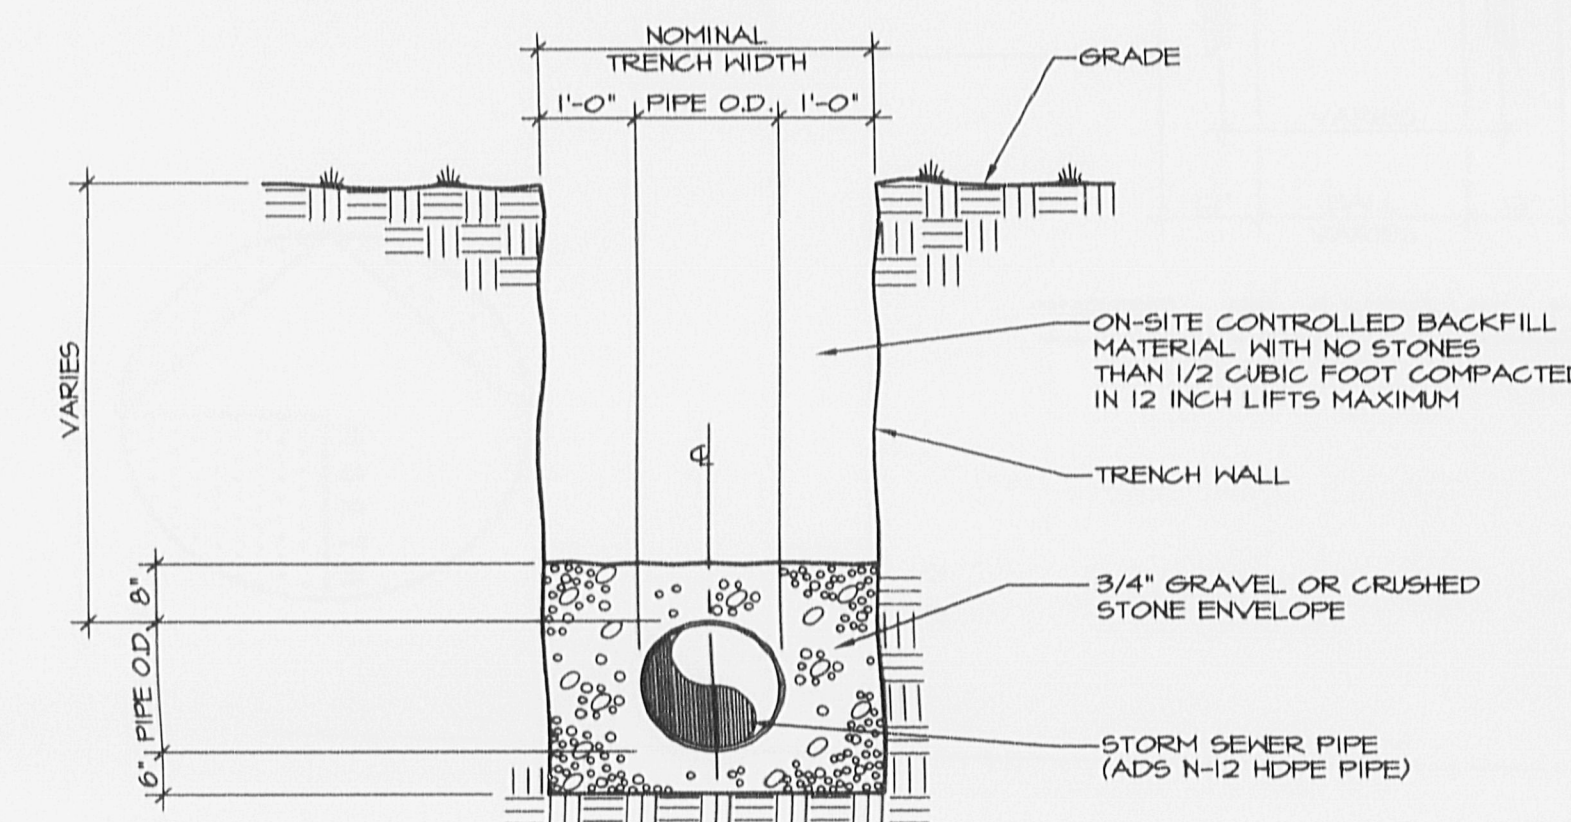 NOMINAL
TRENCH WIDTH
1'-0" PIPE O.D. 1'-0"
GRADE
VARIES
ON-SITE CONTROLLED BACKFILL
MATERIAL WITH NO STONES
THAN 1/2 CUBIC FOOT COMPACTED
IN 12 INCH LIFTS MAXIMUM
℄
TRENCH WALL
8"
PIPE O.D.
6"
3/4" GRAVEL OR CRUSHED
STONE ENVELOPE
STORM SEWER PIPE
(ADS N-12 HDPE PIPE)